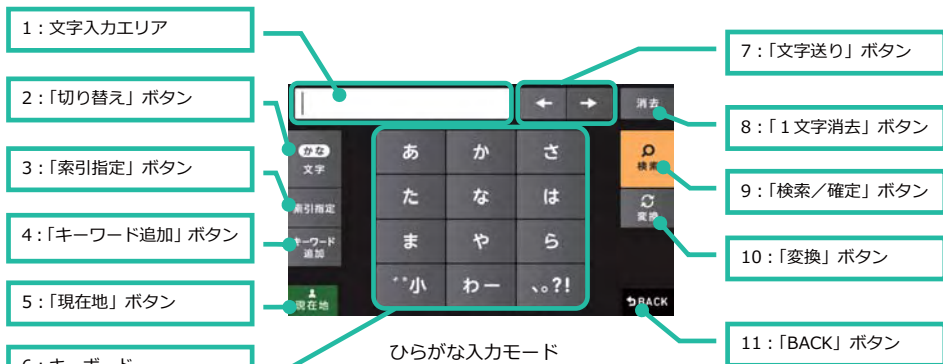 1：文字入力エリア
2：「切り替え」ボタン
3：「索引指定」ボタン
4：「キーワード追加」ボタン
5：「現在地」ボタン
7：「文字送り」ボタン
8：「１文字消去」ボタン
9：「検索／確定」ボタン
10：「変換」ボタン
11：「BACK」ボタン
← → 消去
かな
文字
索引指定
キーワード
追加
現在地
あ か さ
た な は
ま や ら
゛゜小 わー 、。?!
検索
変換
BACK
ひらがな入力モード